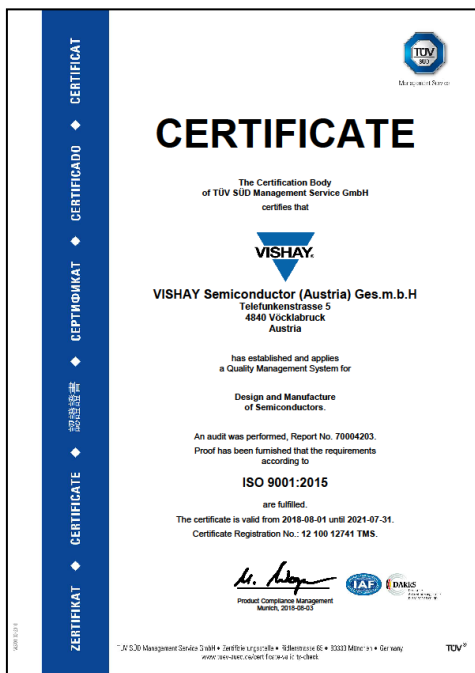 TÜV
SÜD
Management Service
CERTIFICATE
The Certification Body
of TÜV SÜD Management Service GmbH
certifies that
VISHAY
VISHAY Semiconductor (Austria) Ges.m.b.H
Telefunkenstrasse 5
4840 Vöcklabruck
Austria
has established and applies
a Quality Management System for
Design and Manufacture
of Semiconductors.
An audit was performed, Report No. 70004203.
Proof has been furnished that the requirements
according to
ISO 9001:2015
are fulfilled.
The certificate is valid from 2018-08-01 until 2021-07-31.
Certificate Registration No.: 12 100 12741 TMS.
Product Compliance Management
Munich, 2018-08-03
IAF
DAkkS
TÜV SÜD Management Service GmbH • Zertifizierungsstelle • Ridlerstrasse 65 • 80339 München • Germany
TÜV®
ZERTIFIKAT ◆ CERTIFICATE ◆ 認證證書 ◆ СЕРТИФИКАТ ◆ CERTIFICADO ◆ CERTIFICAT